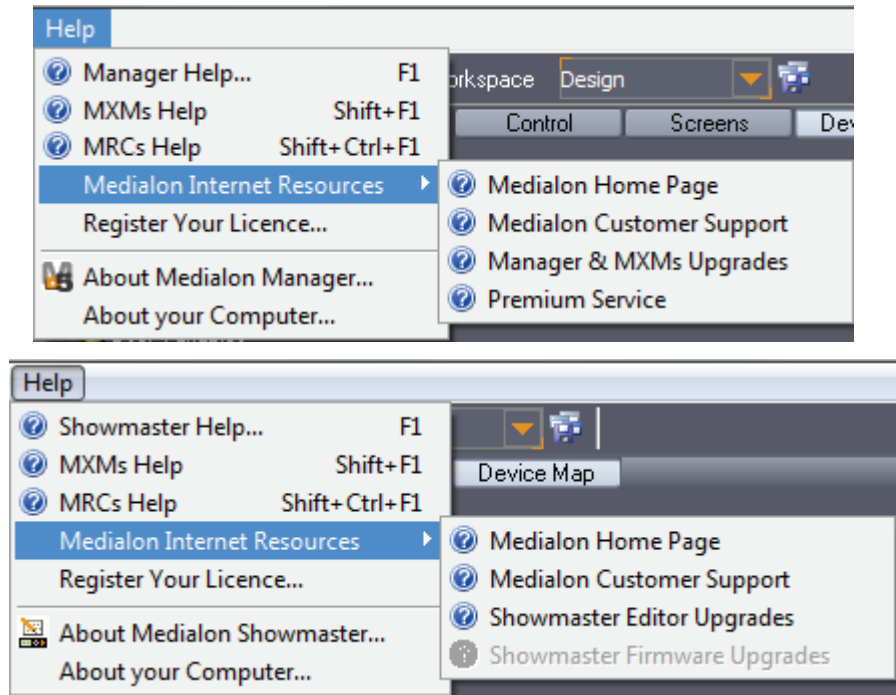 Help
Manager Help... F1
MXMs Help Shift+F1
MRCs Help Shift+Ctrl+F1
Medialon Internet Resources
Register Your Licence...
About Medialon Manager...
About your Computer...
Design
Control Screens
Medialon Home Page
Medialon Customer Support
Manager & MXMs Upgrades
Premium Service
Help
Showmaster Help... F1
MXMs Help Shift+F1
MRCs Help Shift+Ctrl+F1
Medialon Internet Resources
Register Your Licence...
About Medialon Showmaster...
About your Computer...
Device Map
Medialon Home Page
Medialon Customer Support
Showmaster Editor Upgrades
Showmaster Firmware Upgrades